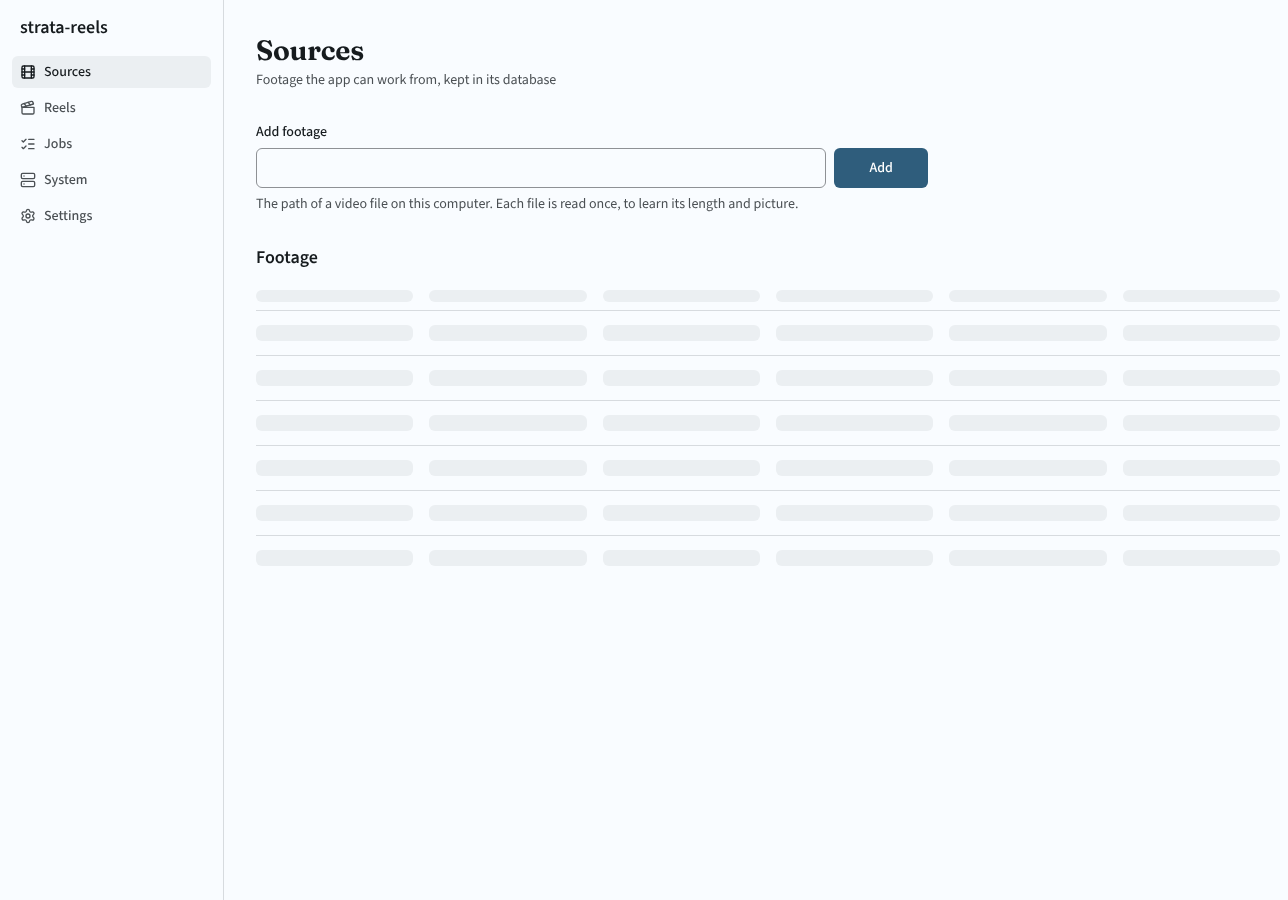 strata-reels
Sources
Reels
Jobs
System
Settings
Sources
Footage the app can work from, kept in its database
Add footage
Add
The path of a video file on this computer. Each file is read once, to learn its length and picture.
Footage